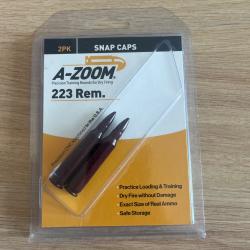 2PK SNAP CAPS
A-ZOOM®
Precision Training Rounds for Dry Firing
223 Rem.
Practice Loading & Training
Dry Fire without Damage
Exact Size of Real Ammo
Safe Storage